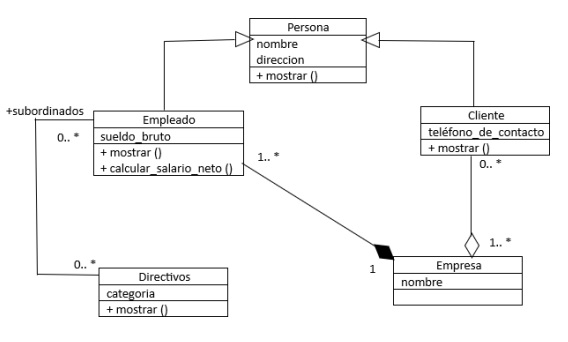 Persona
nombre
direccion
+ mostrar ()
+subordinados
0.. *
Empleado
sueldo_bruto
+ mostrar ()
+ calcular_salario_neto ()
1.. *
Cliente
teléfono_de_contacto
+ mostrar ()
0.. *
1.. *
1
Empresa
nombre
0.. *
Directivos
categoria
+ mostrar ()